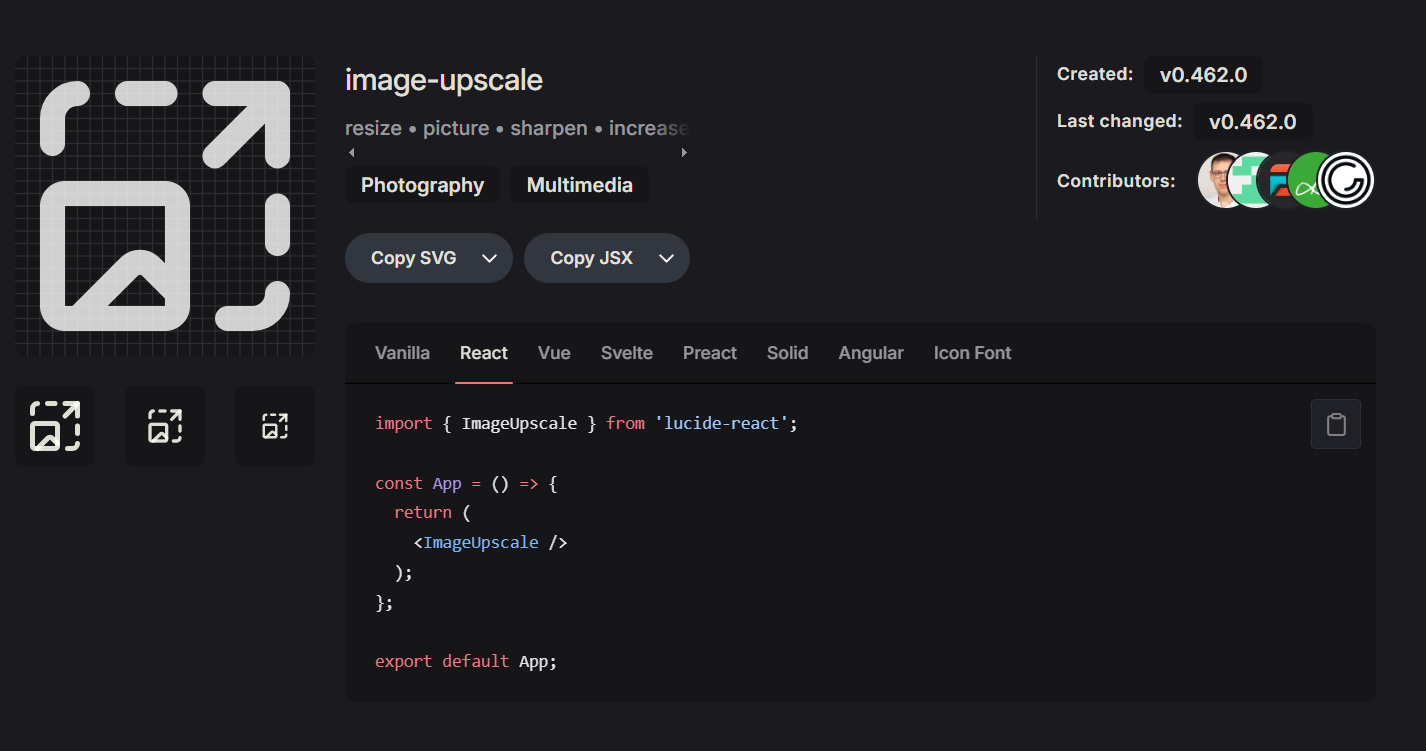 image-upscale
resize • picture • sharpen • increase
Photography Multimedia
Copy SVG Copy JSX
Created: v0.462.0
Last changed: v0.462.0
Contributors:
Vanilla React Vue Svelte Preact Solid Angular Icon Font
import { ImageUpscale } from 'lucide-react';
const App = () => {
return (
<ImageUpscale />
);
};
export default App;